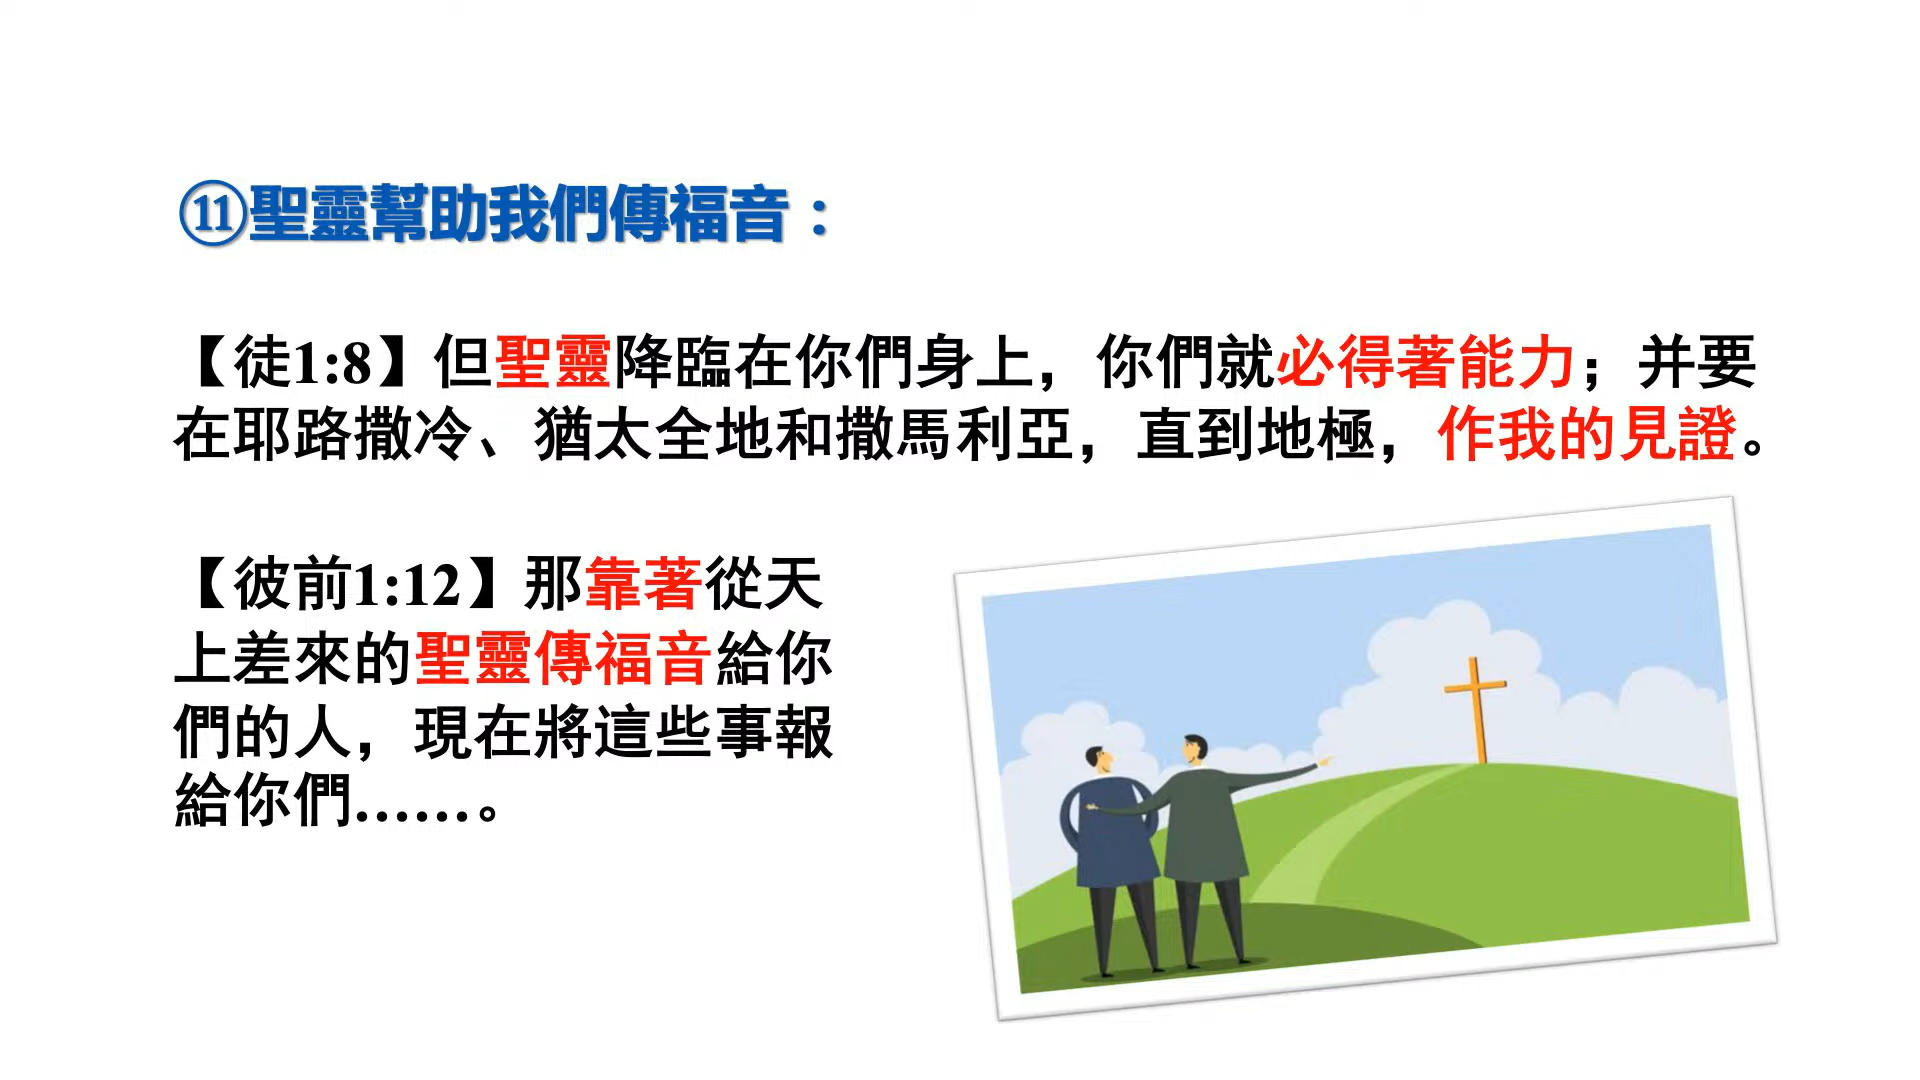 ⑪聖靈幫助我們傳福音：
【徒1:8】但聖靈降臨在你們身上，你們就必得著能力；并要
在耶路撒冷、猶太全地和撒馬利亞，直到地極，作我的見證。
【彼前1:12】那靠著從天
上差來的聖靈傳福音給你
們的人，現在將這些事報
給你們……。